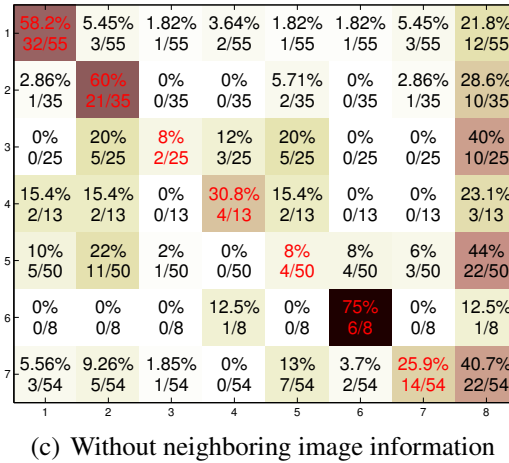 1 58.2% 5.45% 1.82% 3.64% 1.82% 1.82% 5.45% 21.8%
32/55 3/55 1/55 2/55 1/55 1/55 3/55 12/55
2.86% 60% 0% 0% 5.71% 0% 2.86% 28.6%
2 1/35 21/35 0/35 0/35 2/35 0/35 1/35 10/35
0% 20% 8% 12% 20% 0% 0% 40%
3 0/25 5/25 2/25 3/25 5/25 0/25 0/25 10/25
15.4% 15.4% 0% 30.8% 15.4% 0% 0% 23.1%
4 2/13 2/13 0/13 4/13 2/13 0/13 0/13 3/13
10% 22% 2% 0% 8% 8% 6% 44%
5 5/50 11/50 1/50 0/50 4/50 4/50 3/50 22/50
0% 0% 0% 12.5% 0% 75% 0% 12.5%
6 0/8 0/8 0/8 1/8 0/8 6/8 0/8 1/8
5.56% 9.26% 1.85% 0% 13% 3.7% 25.9% 40.7%
7 3/54 5/54 1/54 0/54 7/54 2/54 14/54 22/54
1 2 3 4 5 6 7 8
(c) Without neighboring image information